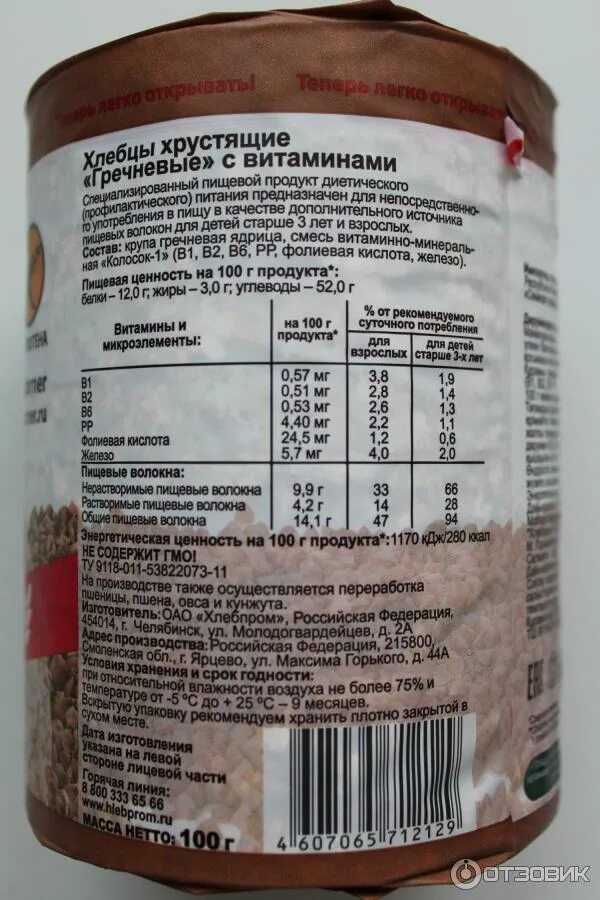 Теперь легко открывать! Теперь легко открывать
Хлебцы хрустящие
«Гречневые» с витаминами
Специализированный пищевой продукт диетического
(профилактического) питания предназначен для непосредственно-
го употребления в пищу в качестве дополнительного источника
пищевых волокон для детей старше 3 лет и взрослых.
Состав: крупа гречневая ядрица, смесь витаминно-минераль-
ная «Колосок-1» (В1, В2, В6, РР, фолиевая кислота, железо).
Пищевая ценность на 100 г продукта*:
белки – 12,0 г; жиры – 3,0 г; углеводы – 52,0 г
Витамины и микроэлементы: на 100 г продукта* % от рекомендуемого суточного потребления
для взрослых для детей старше 3-х лет
В1 0,57 мг 3,8 1,9
В2 0,51 мг 2,8 1,4
В6 0,53 мг 2,6 1,3
РР 4,40 мг 2,2 1,1
Фолиевая кислота 24,5 мг 1,2 0,6
Железо 5,7 мг 4,0 2,0
Пищевые волокна:
Нерастворимые пищевые волокна 9,9 г 33 66
Растворимые пищевые волокна 4,2 г 14 28
Общие пищевые волокна 14,1 г 47 94
Энергетическая ценность на 100 г продукта*:1170 кДж/280 ккал
НЕ СОДЕРЖИТ ГМО!
ТУ 9118-011-53822073-11
На производстве также осуществляется переработка
пшеницы, пшена, овса и кунжута.
Изготовитель: ОАО «Хлебпром», Российская Федерация,
454014, г. Челябинск, ул. Молодогвардейцев, д. 2А
Адрес производства: Российская Федерация, 215800,
Смоленская обл., г. Ярцево, ул. Максима Горького, д. 44А
Условия хранения и срок годности:
при относительной влажности воздуха не более 75% и
температуре от -5 ºС до + 25 ºС – 9 месяцев.
Вскрытую упаковку рекомендуем хранить плотно закрытой в
сухом месте.
Дата изготовления
указана на левой
стороне лицевой части
Горячая линия:
8 800 333 65 66
www.hlebprom.ru
МАССА НЕТТО: 100 г
4 607065 712129
ОТЗОВИК